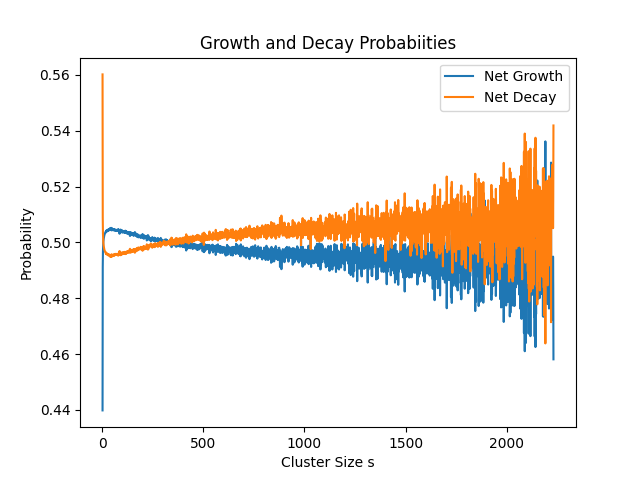 Growth and Decay Probabiities
Net Growth
Net Decay
0.56
0.54
0.52
0.50
0.48
0.46
0.44
Probability
0
500
1000
1500
2000
Cluster Size s